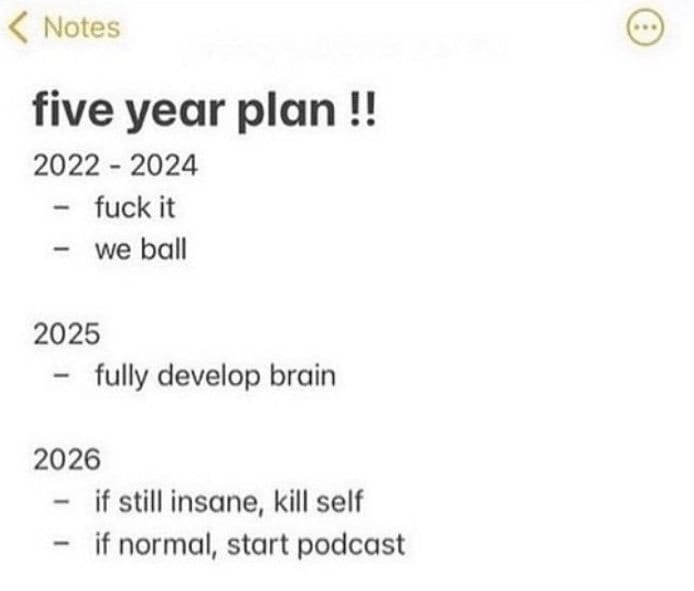 Notes
five year plan !!
2022 - 2024
- fuck it
- we ball
2025
- fully develop brain
2026
- if still insane, kill self
- if normal, start podcast